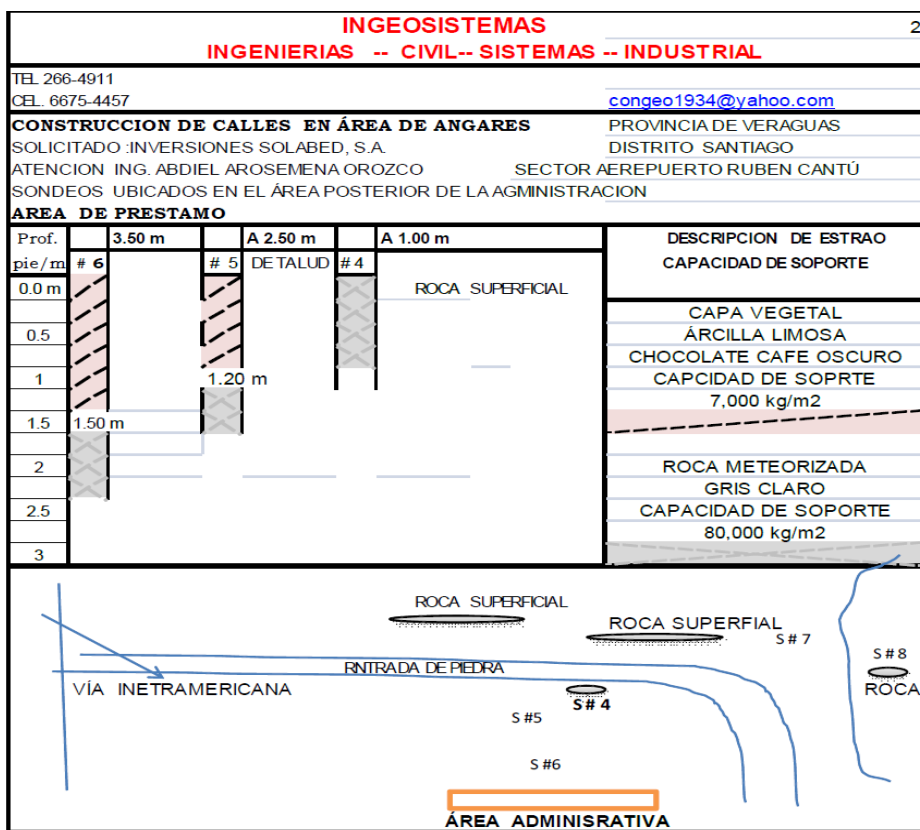 INGEOSISTEMAS 2
INGENIERIAS -- CIVIL-- SISTEMAS -- INDUSTRIAL
TEL 266-4911
CEL. 6675-4457 congeo1934@yahoo.com
CONSTRUCCION DE CALLES EN ÁREA DE ANGARES PROVINCIA DE VERAGUAS
SOLICITADO :INVERSIONES SOLABED, S.A. DISTRITO SANTIAGO
ATENCION ING. ABDIEL AROSEMENA OROZCO SECTOR AEREPUERTO RUBEN CANTÚ
SONDEOS UBICADOS EN EL ÁREA POSTERIOR DE LA AGMINISTRACION
AREA DE PRESTAMO
Prof. 3.50 m A 2.50 m A 1.00 m DESCRIPCION DE ESTRAO
pie/m # 6 # 5 DE TALUD # 4 CAPACIDAD DE SOPORTE
0.0 m ROCA SUPERFICIAL
CAPA VEGETAL
0.5 ÁRCILLA LIMOSA
CHOCOLATE CAFE OSCURO
1 1.20 m CAPCIDAD DE SOPRTE
7,000 kg/m2
1.5 1.50 m
2 ROCA METEORIZADA
GRIS CLARO
2.5 CAPACIDAD DE SOPORTE
80,000 kg/m2
3
ROCA SUPERFICIAL
ROCA SUPERFIAL
S # 7
S # 8
RNTRADA DE PIEDRA
VÍA INETRAMERICANA ROCA
S# 4
S #5
S #6
ÁREA ADMINISRATIVA